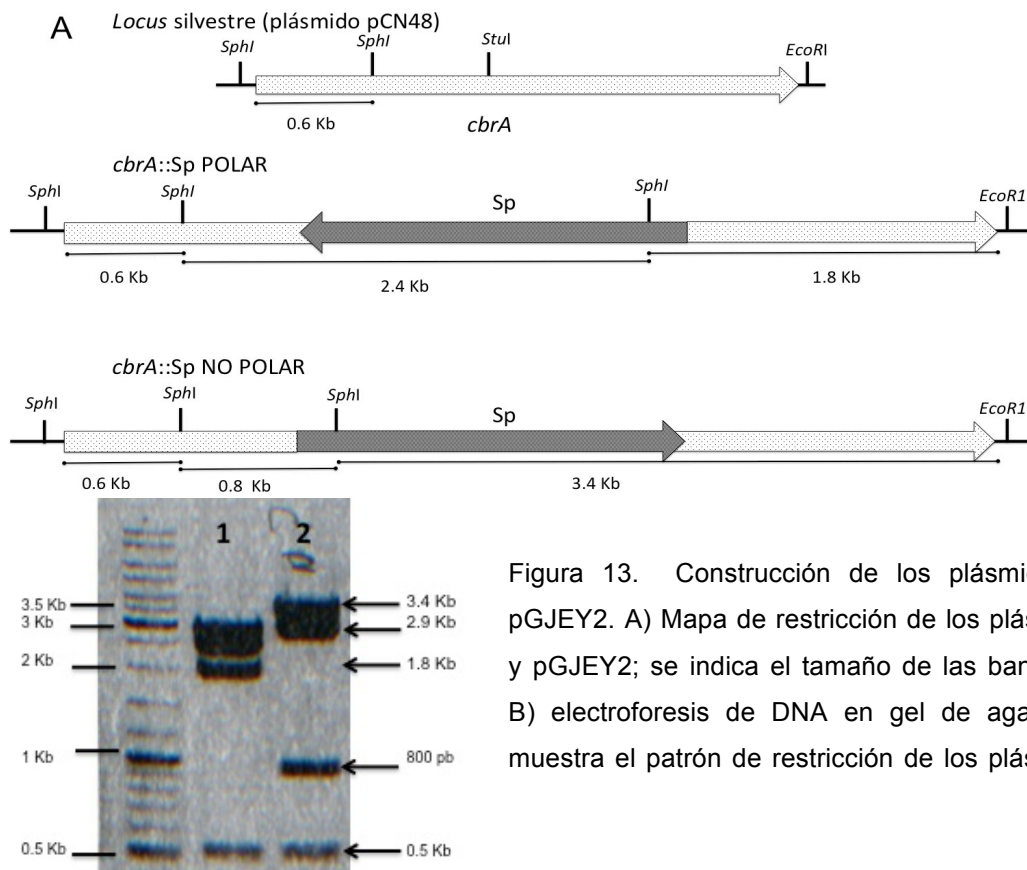 A
Locus silvestre (plásmido pCN48)
SphI SphI StuI EcoRI
0.6 Kb cbrA
cbrA::Sp POLAR
SphI SphI Sp SphI EcoR1
0.6 Kb 2.4 Kb 1.8 Kb
cbrA::Sp NO POLAR
SphI SphI SphI Sp EcoR1
0.6 Kb 0.8 Kb 3.4 Kb
1 2
3.5 Kb 3.4 Kb
3 Kb 2.9 Kb
2 Kb 1.8 Kb
1 Kb 800 pb
0.5 Kb 0.5 Kb
Figura 13. Construcción de los plásmid
pGJEY2. A) Mapa de restricción de los plás
y pGJEY2; se indica el tamaño de las ban
B) electroforesis de DNA en gel de aga
muestra el patrón de restricción de los plás